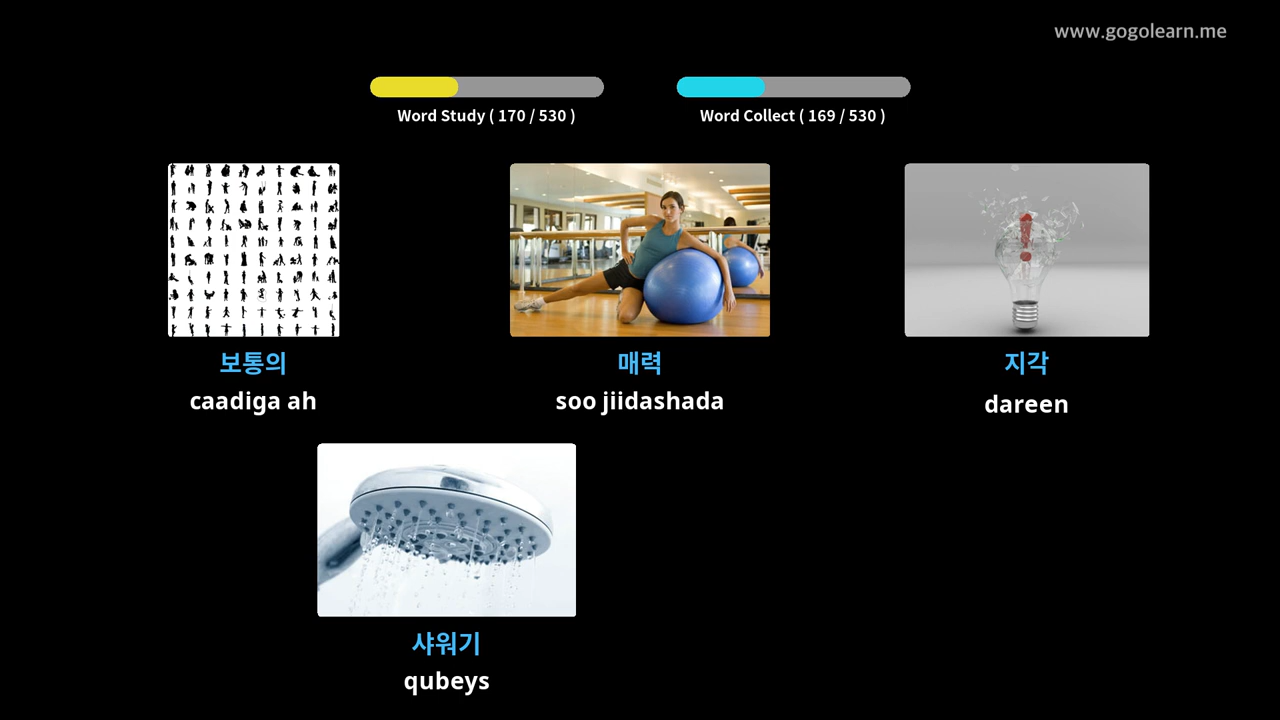 www.gogolearn.me
Word Study ( 170 / 530 )
Word Collect ( 169 / 530 )
보통의
caadiga ah
매력
soo jiidashada
지각
dareen
샤워기
qubeys